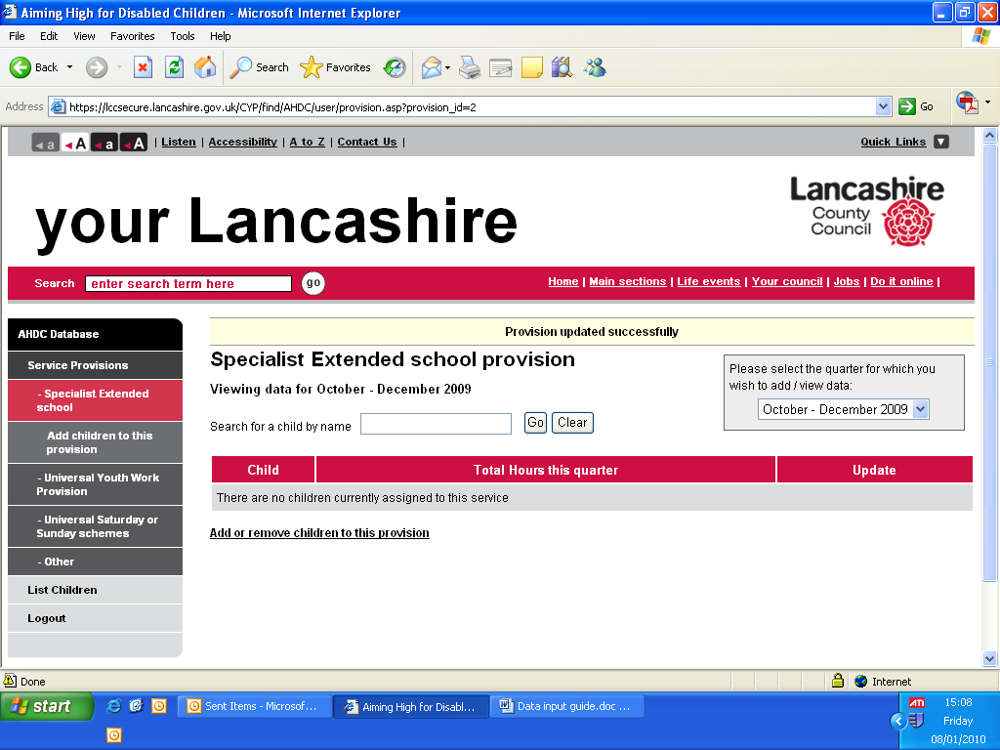 Aiming High for Disabled Children - Microsoft Internet Explorer
File Edit View Favorites Tools Help
Back Search Favorites
Address https://lccsecure.lancashire.gov.uk/CYP/find/AHDC/user/provision.asp?provision_id=2 Go
a A a A | Listen | Accessibility | A to Z | Contact Us | Quick Links
your Lancashire
Lancashire
County
Council
Search enter search term here go Home | Main sections | Life events | Your council | Jobs | Do it online |
AHDC Database
Service Provisions
- Specialist Extended
school
Add children to this
provision
- Universal Youth Work
Provision
- Universal Saturday or
Sunday schemes
- Other
List Children
Logout
Provision updated successfully
Specialist Extended school provision
Viewing data for October - December 2009
Please select the quarter for which you
wish to add / view data:
October - December 2009
Search for a child by name Go Clear
Child Total Hours this quarter Update
There are no children currently assigned to this service
Add or remove children to this provision
Done Internet
start Sent Items - Microsof... Aiming High for Disabl... Data input guide.doc ... ATI 15:08
Friday
08/01/2010